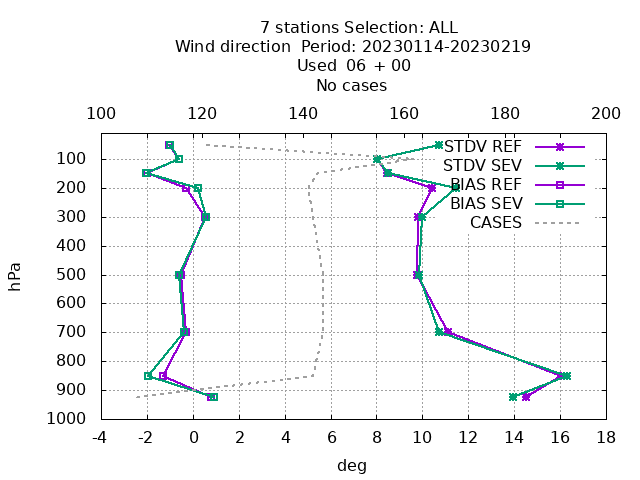 7 stations Selection: ALL
Wind direction  Period: 20230114-20230219
Used  06 + 00
No cases
100 120 140 160 180 200
STDV REF
STDV SEV
BIAS REF
BIAS SEV
CASES
100
200
300
400
500
600
700
800
900
1000
hPa
-4 -2 0 2 4 6 8 10 12 14 16 18
deg